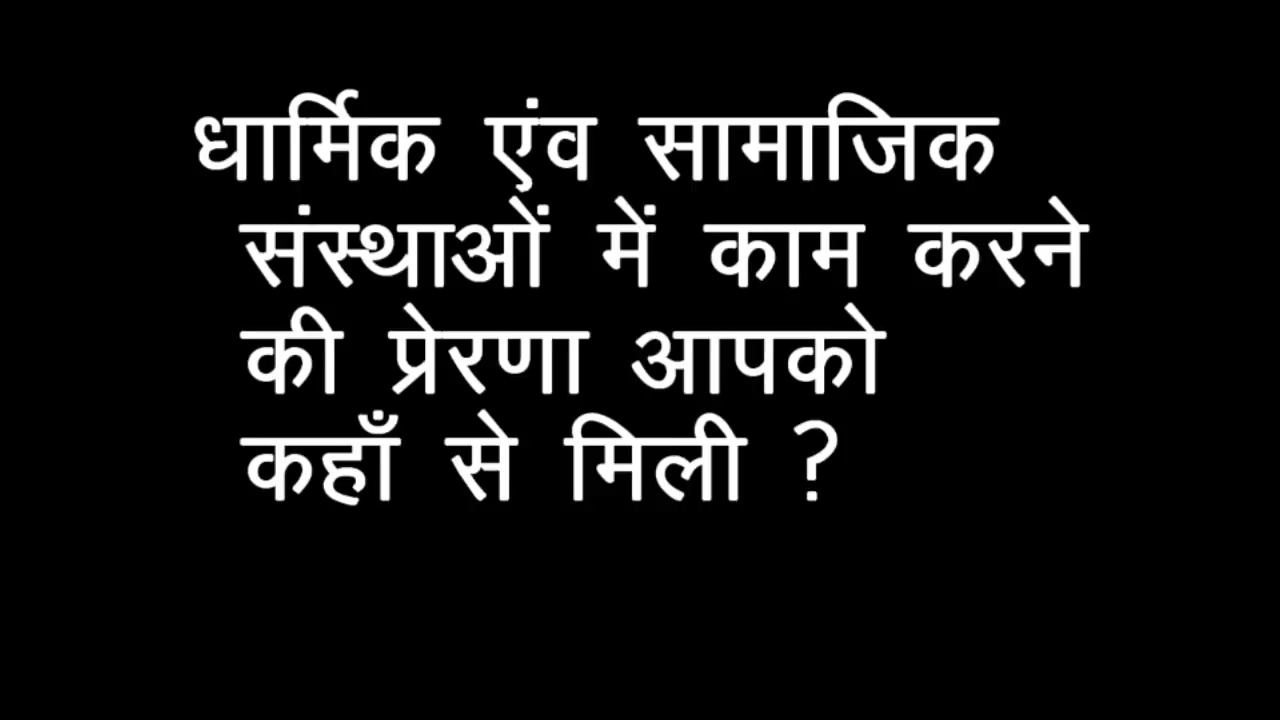 धार्मिक एंव सामाजिक
संस्थाओं में काम करने
की प्रेरणा आपको
कहाँ से मिली ?